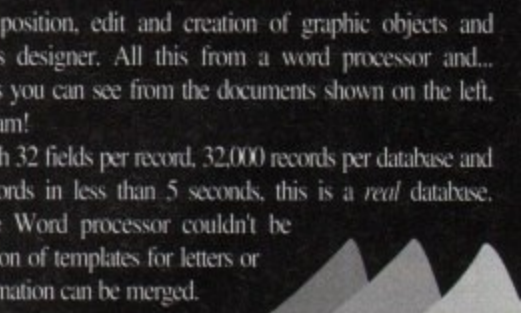 position, edit and creation of graphic objects and
s designer. All this from a word processor and...
s you can see from the documents shown on the left,
am!
h 32 fields per record, 32,000 records per database and
ords in less than 5 seconds, this is a real database.
e Word processor couldn't be
on of templates for letters or
mation can be merged.